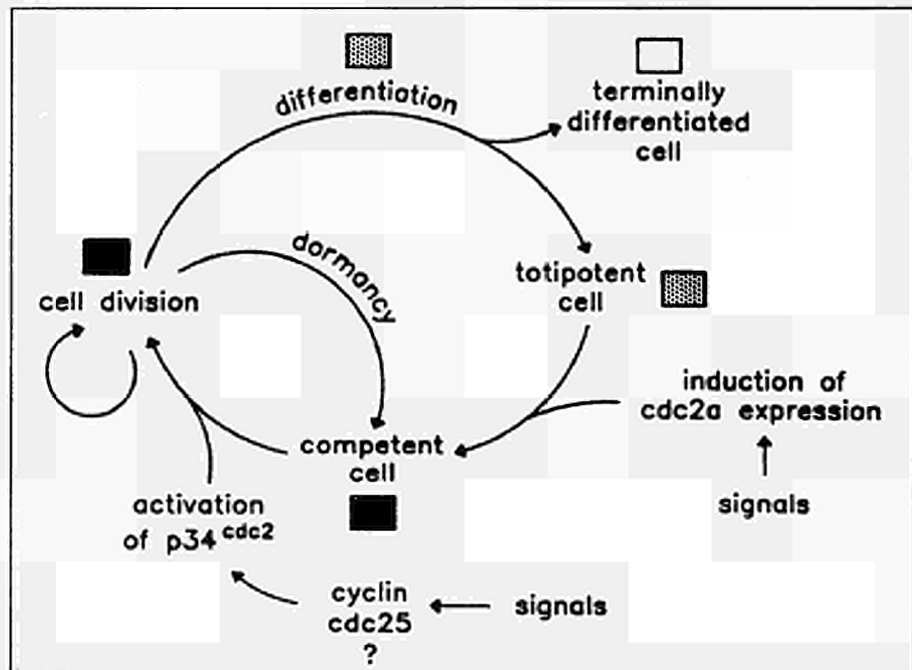 differentiation
terminally
differentiated
cell
dormancy
totipotent
cell
cell division
induction of
cdc2a expression
competent
cell
signals
activation
of p34 cdc2
cyclin
cdc25
?
signals